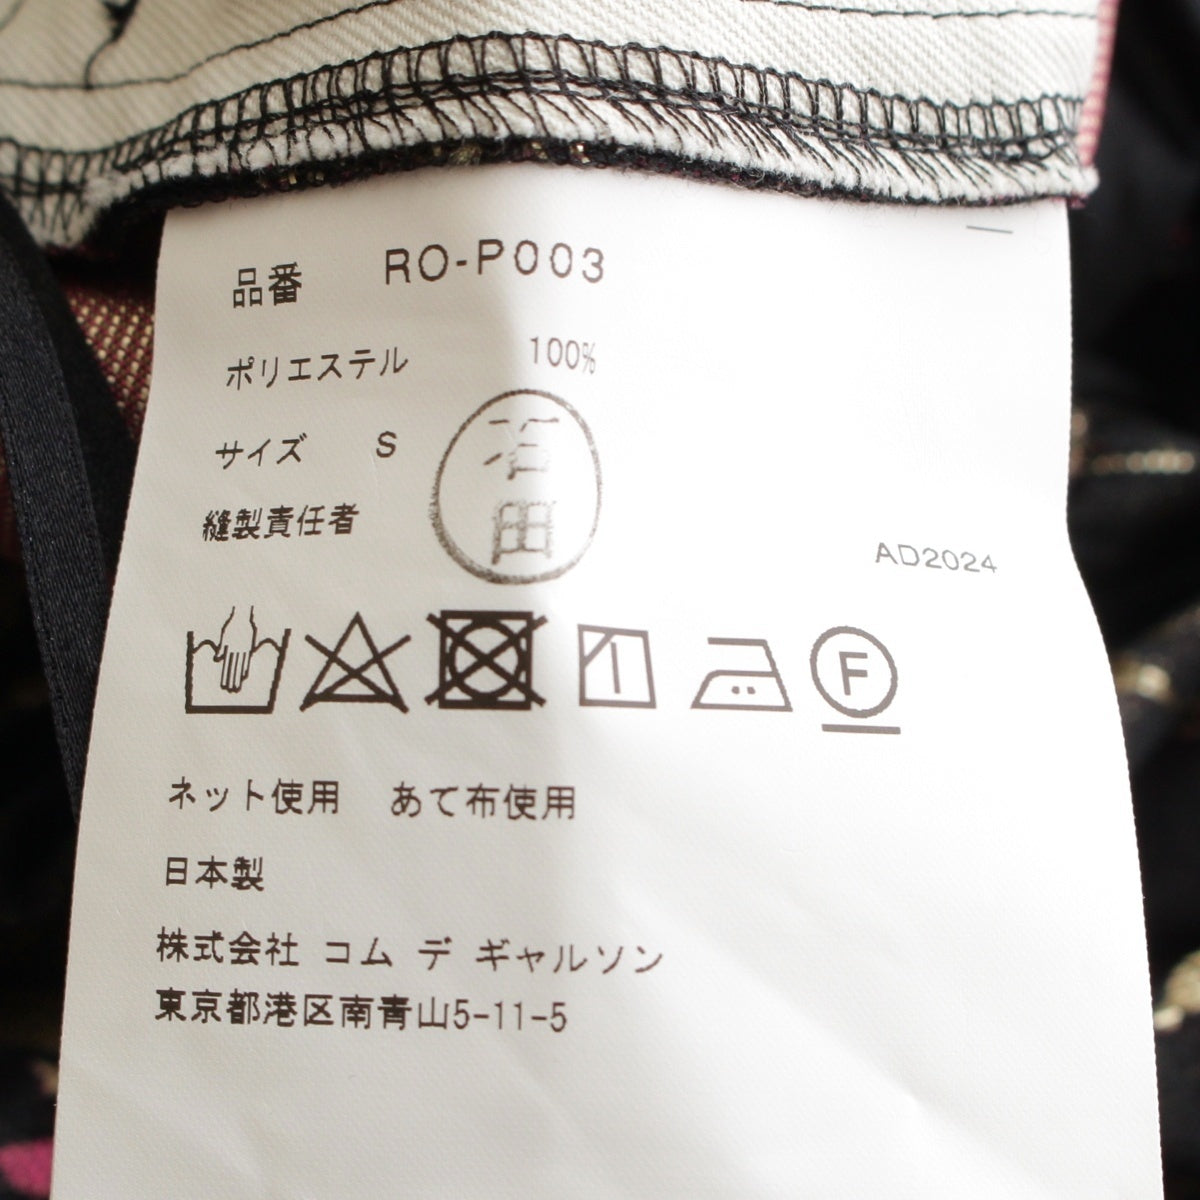 品番 RO-P003
ポリエステル 100%
サイズ S
縫製責任者 石田
AD2024
F
ネット使用 あて布使用
日本製
株式会社 コム デ ギャルソン
東京都港区南青山5-11-5